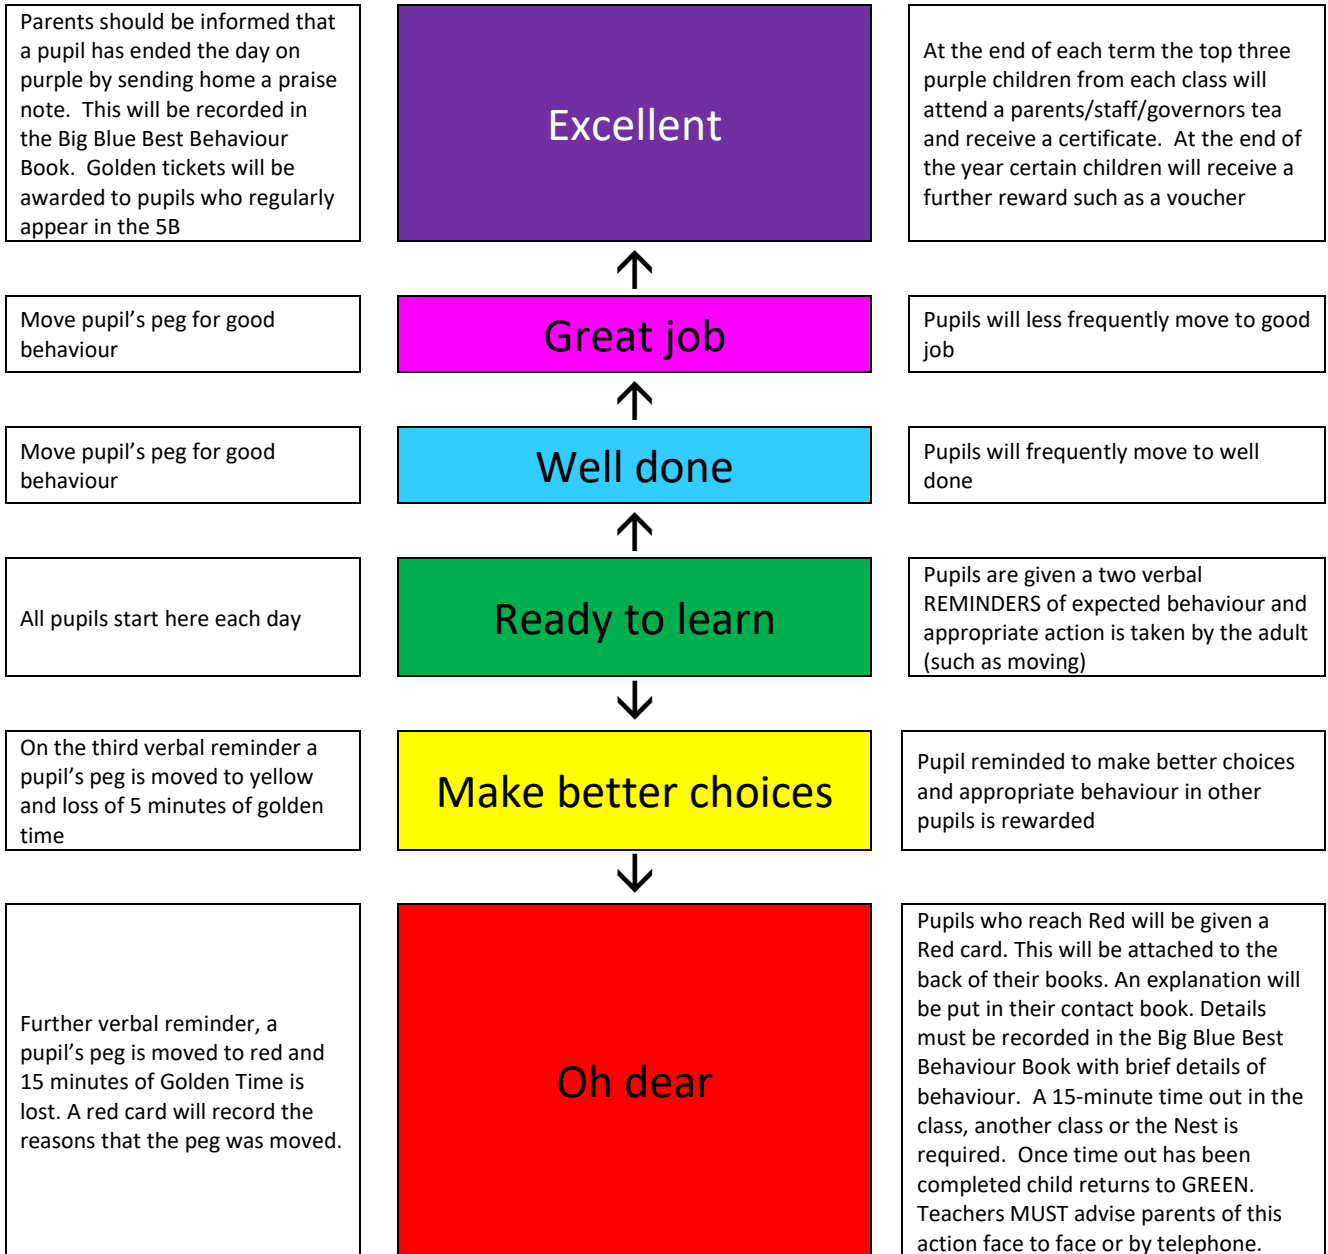 Parents should be informed that
a pupil has ended the day on
purple by sending home a praise
note.  This will be recorded in
the Big Blue Best Behaviour
Book.  Golden tickets will be
awarded to pupils who regularly
appear in the 5B
Excellent
At the end of each term the top three
purple children from each class will
attend a parents/staff/governors tea
and receive a certificate.  At the end of
the year certain children will receive a
further reward such as a voucher
Move pupil’s peg for good
behaviour
Great job
Pupils will less frequently move to good
job
Move pupil’s peg for good
behaviour
Well done
Pupils will frequently move to well
done
All pupils start here each day
Ready to learn
Pupils are given a two verbal
REMINDERS of expected behaviour and
appropriate action is taken by the adult
(such as moving)
On the third verbal reminder a
pupil’s peg is moved to yellow
and loss of 5 minutes of golden
time
Make better choices
Pupil reminded to make better choices
and appropriate behaviour in other
pupils is rewarded
Further verbal reminder, a
pupil’s peg is moved to red and
15 minutes of Golden Time is
lost. A red card will record the
reasons that the peg was moved.
Oh dear
Pupils who reach Red will be given a
Red card. This will be attached to the
back of their books. An explanation will
be put in their contact book. Details
must be recorded in the Big Blue Best
Behaviour Book with brief details of
behaviour.  A 15-minute time out in the
class, another class or the Nest is
required.  Once time out has been
completed child returns to GREEN.
Teachers MUST advise parents of this
action face to face or by telephone.